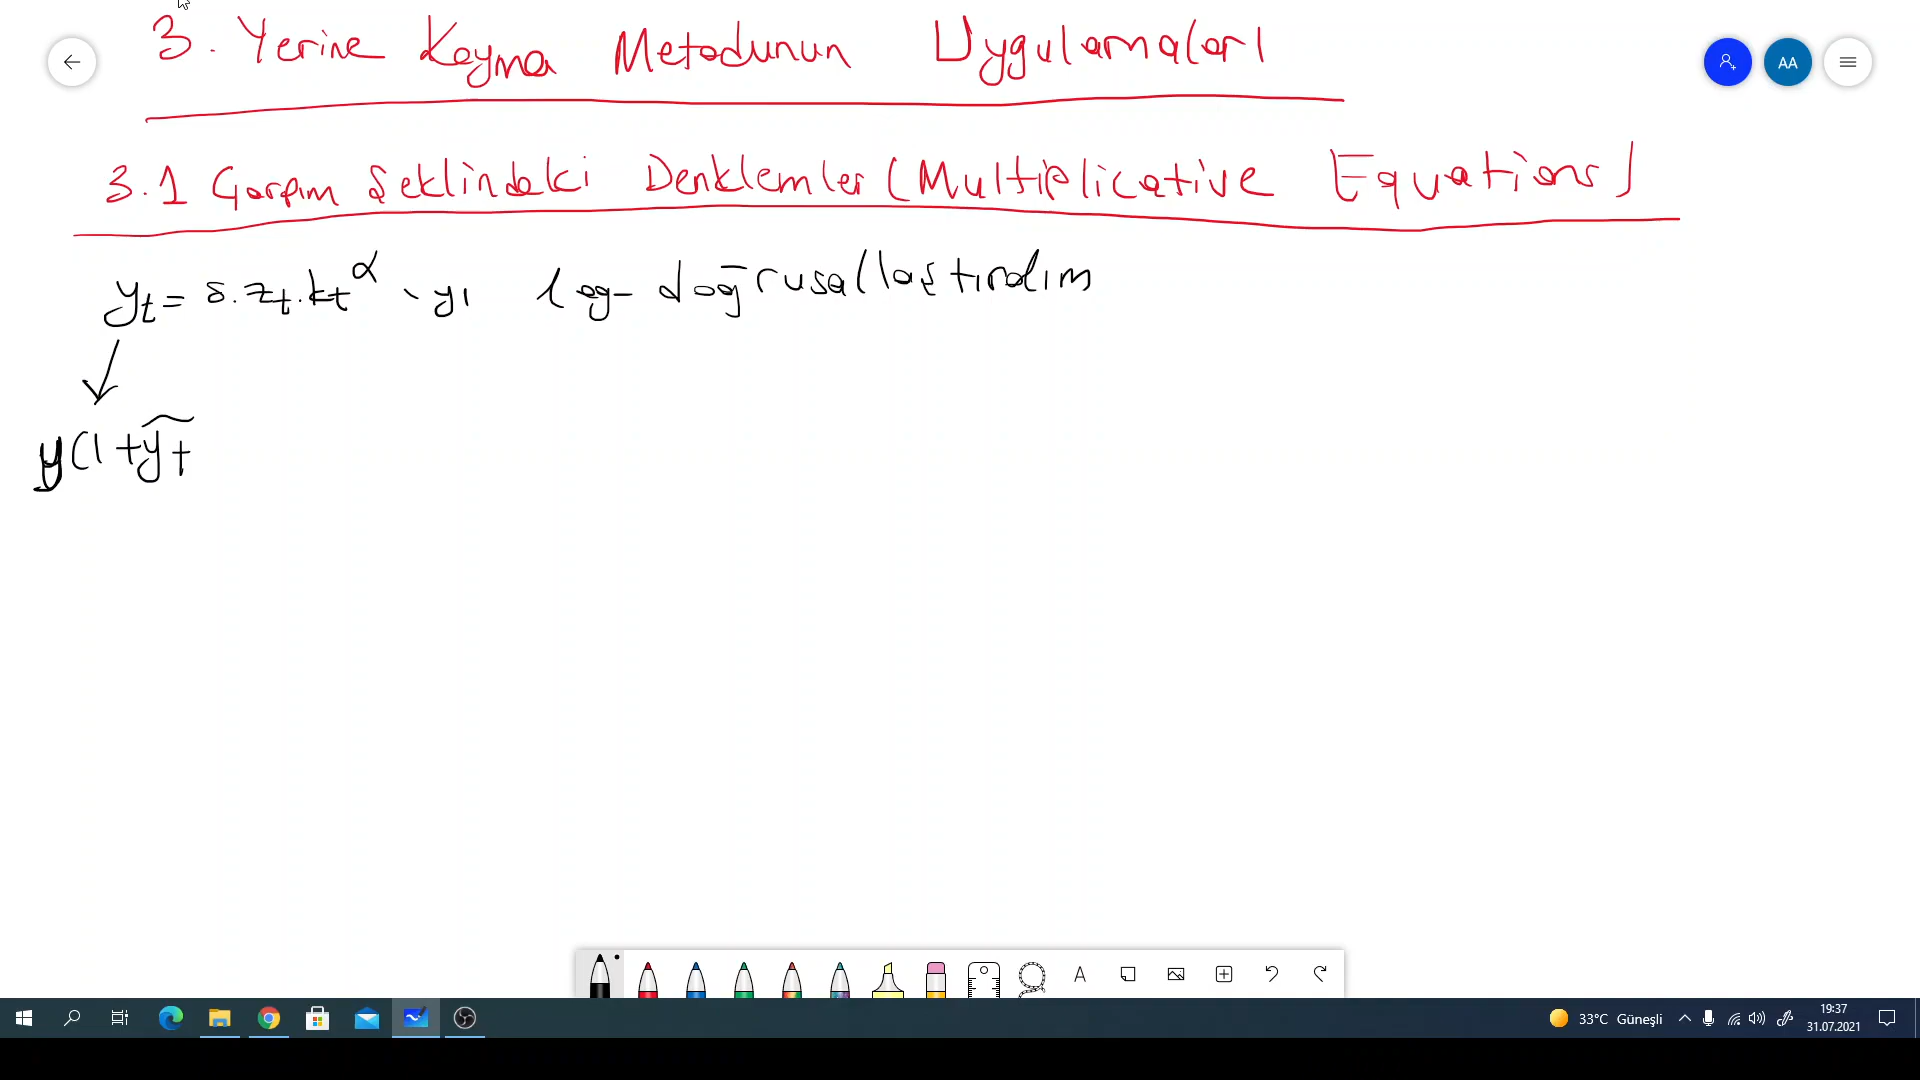 3. Yerine Koyma Metodunun Uygulamaları
AA
3.1 Çarpım Şeklindeki Denklemler (Multiplicative Equations)
yt = s.zt.kt^α 'yı log-doğrusallaştıralım
y(1+ỹt
A
33°C Güneşli
19:37
31.07.2021